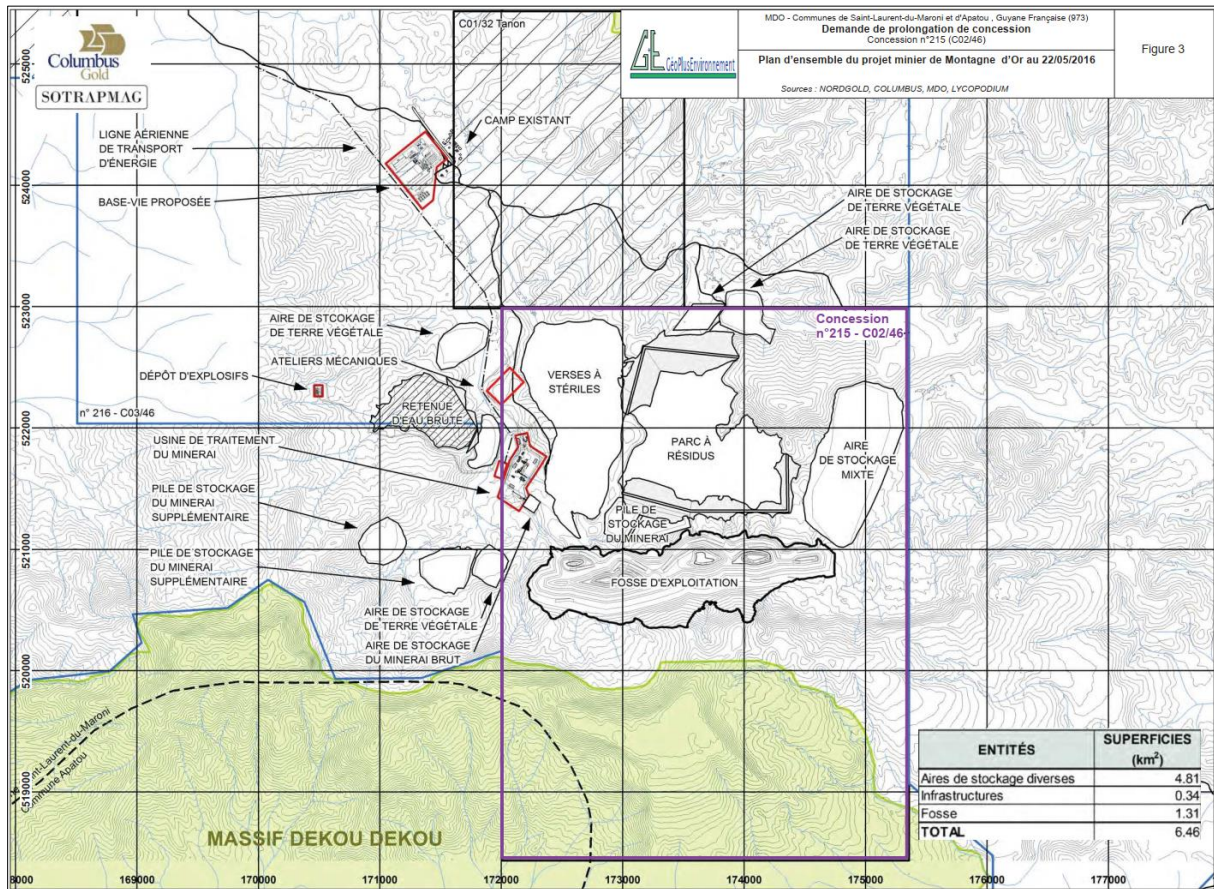 Columbus
Gold
SOTRAPMAG
C01/32 Tanon
GéoPlusEnvironnement
MDO - Communes de Saint-Laurent-du-Maroni et d'Apatou , Guyane Française (973)
Demande de prolongation de concession
Concession n°215 (C02/46)
Plan d'ensemble du projet minier de Montagne d'Or au 22/05/2016
Sources : NORDGOLD, COLUMBUS, MDO, LYCOPODIUM
Figure 3
LIGNE AÉRIENNE
DE TRANSPORT
D'ÉNERGIE
CAMP EXISTANT
BASE-VIE PROPOSÉE
AIRE DE STOCKAGE
DE TERRE VÉGÉTALE
AIRE DE STOCKAGE
DE TERRE VÉGÉTALE
AIRE DE STCOKAGE
DE TERRE VÉGÉTALE
ATELIERS MÉCANIQUES
DÉPÔT D'EXPLOSIFS
n° 216 - C03/46
RETENUE
D'EAU BRUTE
VERSES À
STÉRILES
Concession
n°215 - C02/46
PARC À
RÉSIDUS
AIRE
DE STOCKAGE
MIXTE
USINE DE TRAITEMENT
DU MINERAI
PILE DE STOCKAGE
DU MINERAI
SUPPLÉMENTAIRE
PILE DE STOCKAGE
DU MINERAI
SUPPLÉMENTAIRE
PILE DE
STOCKAGE
DU MINERAI
FOSSE D'EXPLOITATION
AIRE DE STOCKAGE
DE TERRE VÉGÉTALE
AIRE DE STOCKAGE
DU MINERAI BRUT
MASSIF DEKOU DEKOU
nt-Laurent-du-Maroni
mmune Apatou
ENTITÉS SUPERFICIES (km²)
Aires de stockage diverses 4.81
Infrastructures 0.34
Fosse 1.31
TOTAL 6.46
525000
524000
523000
522000
521000
520000
519000
8000 169000 170000 171000 172000 173000 174000 175000 176000 177000